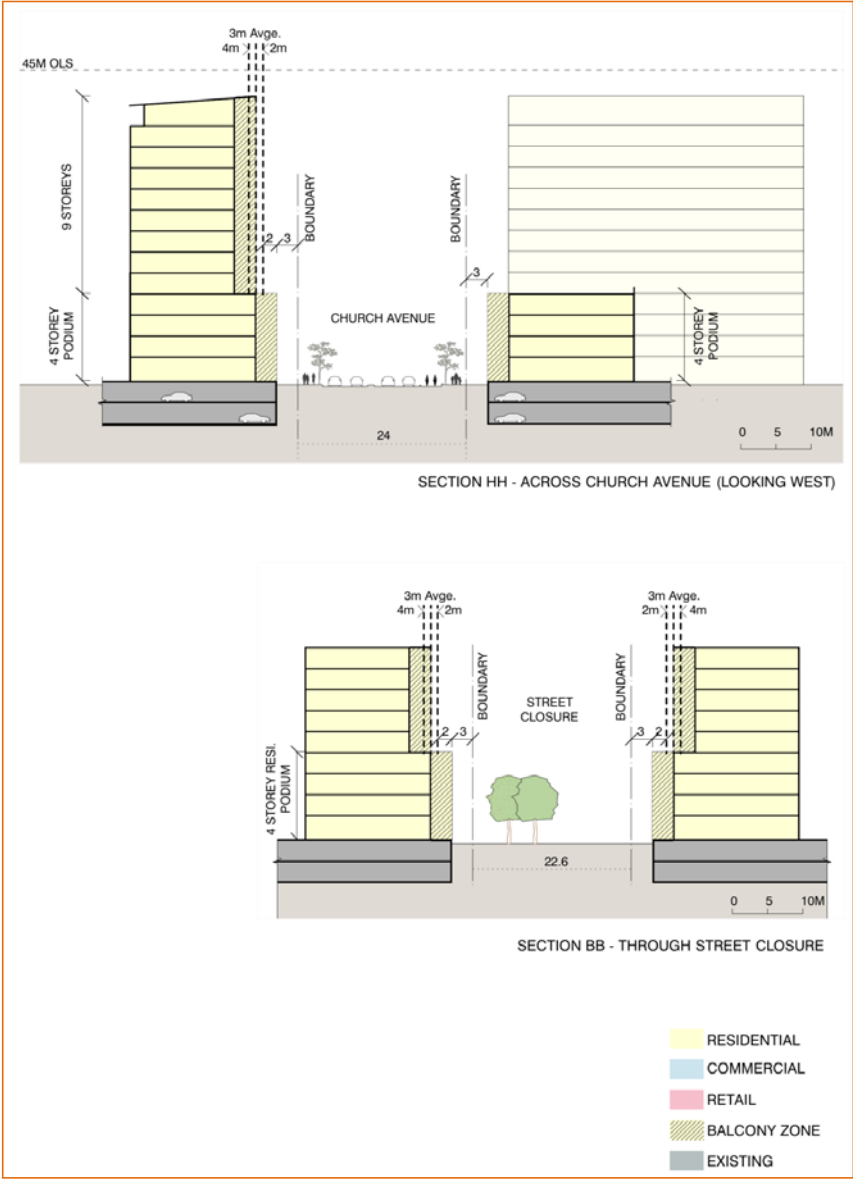 3m Avge.
4m 2m
45M OLS
9 STOREYS
BOUNDARY
BOUNDARY
2 3
3
4 STOREY
PODIUM
CHURCH AVENUE
4 STOREY
PODIUM
24
0 5 10M
SECTION HH - ACROSS CHURCH AVENUE (LOOKING WEST)
3m Avge.
4m 2m
3m Avge.
2m 4m
BOUNDARY
BOUNDARY
STREET
CLOSURE
2 3
3 2
4 STOREY RESI.
PODIUM
22.6
0 5 10M
SECTION BB - THROUGH STREET CLOSURE
RESIDENTIAL
COMMERCIAL
RETAIL
BALCONY ZONE
EXISTING